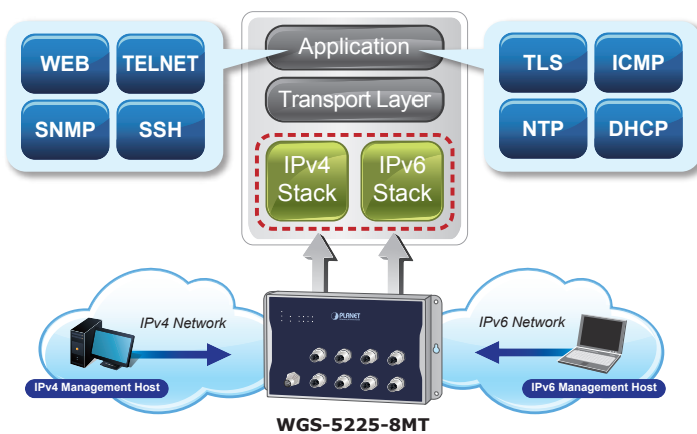 WEB
TELNET
SNMP
SSH
Application
Transport Layer
IPv4
Stack
IPv6
Stack
TLS
ICMP
NTP
DHCP
IPv4 Network
IPv4 Management Host
PLANET
IPv6 Network
IPv6 Management Host
WGS-5225-8MT